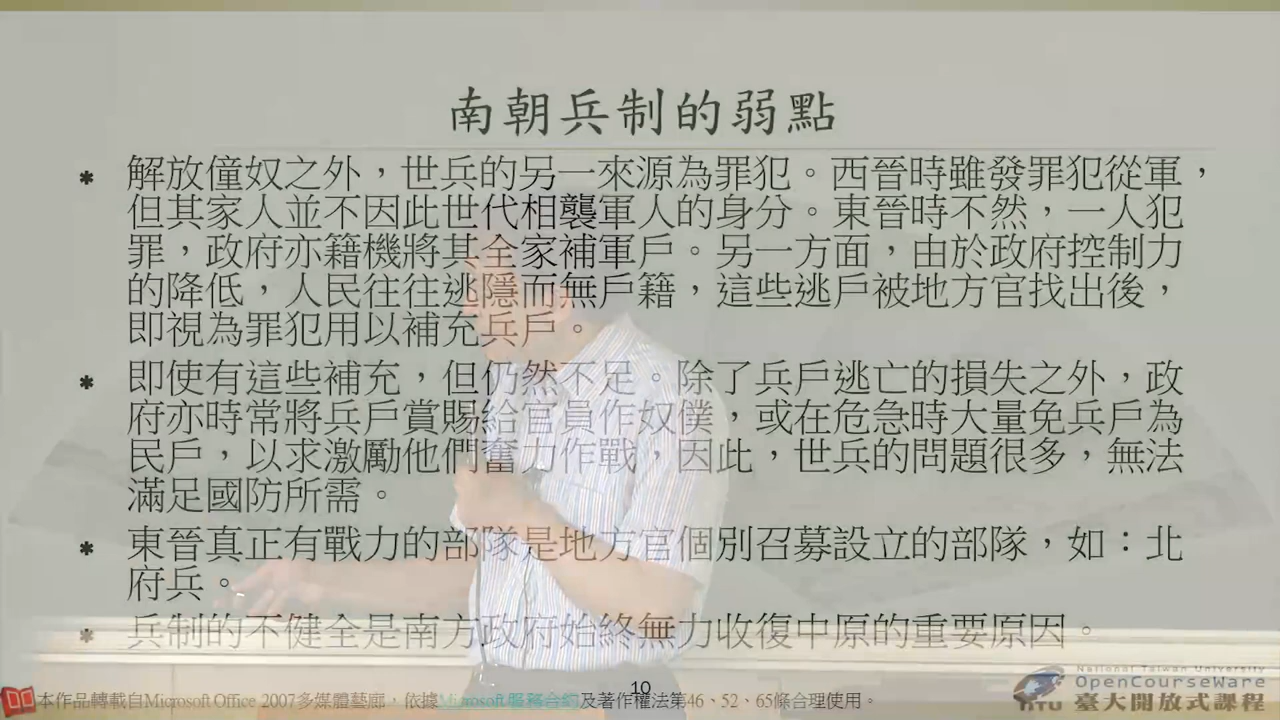 南朝兵制的弱點
* 解放僮奴之外，世兵的另一來源為罪犯。西晉時雖發罪犯從軍，
但其家人並不因此世代相襲軍人的身分。東晉時不然，一人犯
罪，政府亦籍機將其全家補軍戶。另一方面，由於政府控制力
的降低，人民往往逃隱而無戶籍，這些逃戶被地方官找出後，
即視為罪犯用以補充兵戶。
* 即使有這些補充，但仍然不足。除了兵戶逃亡的損失之外，政
府亦時常將兵戶賞賜給官員作奴僕，或在危急時大量免兵戶為
民戶，以求激勵他們奮力作戰，因此，世兵的問題很多，無法
滿足國防所需。
* 東晉真正有戰力的部隊是地方官個別召募設立的部隊，如：北
府兵。
* 兵制的不健全是南方政府始終無力收復中原的重要原因。
10
本作品轉載自Microsoft Office 2007多媒體藝廊，依據Microsoft 服務合約及著作權法第46、52、65條合理使用。
National Taiwan University
OpenCourseWare
NTU 臺大開放式課程